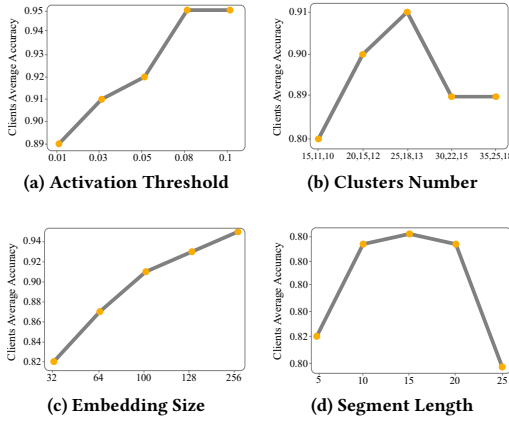 Clients Average Accuracy
0.95
0.94
0.93
0.92
0.91
0.90
0.89
0.01 0.03 0.05 0.08 0.1
(a) Activation Threshold
Clients Average Accuracy
0.91
0.90
0.89
0.80
15,11,10 20,15,12 25,18,13 30,22,15 35,25,18
(b) Clusters Number
Clients Average Accuracy
0.94
0.92
0.90
0.88
0.86
0.84
0.82
32 64 100 128 256
(c) Embedding Size
Clients Average Accuracy
0.80
0.80
0.80
0.80
0.82
0.80
5 10 15 20 25
(d) Segment Length